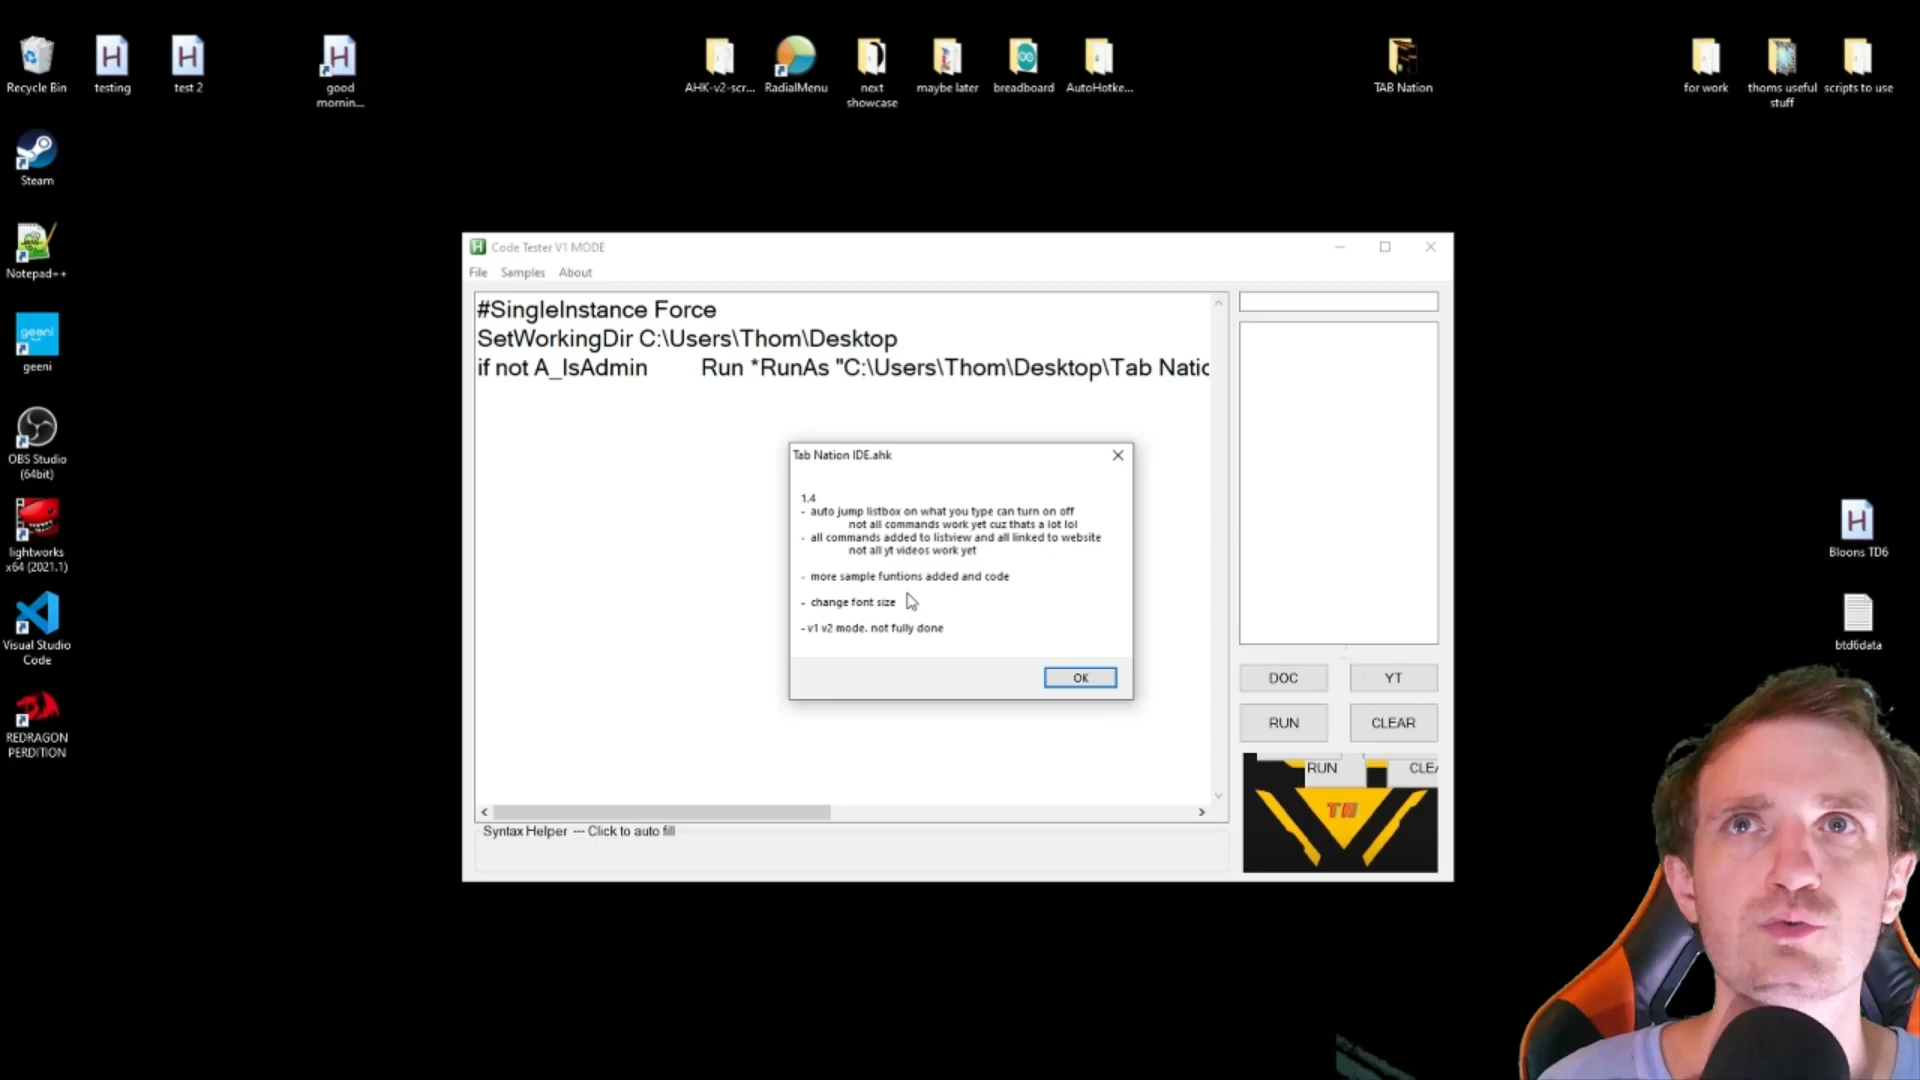 Recycle Bin
testing
test 2
good
mornin...
AHK-v2-scr...
RadialMenu
next
showcase
maybe later
breadboard
AutoHotke...
TAB Nation
for work
thoms useful
stuff
scripts to use
Steam
Notepad++
geeni
geeni
OBS Studio
(64bit)
lightworks
x64 (2021.1)
Visual Studio
Code
REDRAGON
PERDITION
Code Tester V1 MODE
File Samples About
#SingleInstance Force
SetWorkingDir C:\Users\Thom\Desktop
if not A_IsAdmin Run *RunAs "C:\Users\Thom\Desktop\Tab Natic
Tab Nation IDE.ahk
1.4
- auto jump listbox on what you type can turn on off
not all commands work yet cuz thats a lot lol
- all commands added to listview and all linked to website
not all yt videos work yet
- more sample funtions added and code
- change font size
- v1 v2 mode. not fully done
OK
DOC
YT
RUN
CLEAR
RUN
CLEA
TA
Syntax Helper --- Click to auto fill
Bloons TD6
btd6data